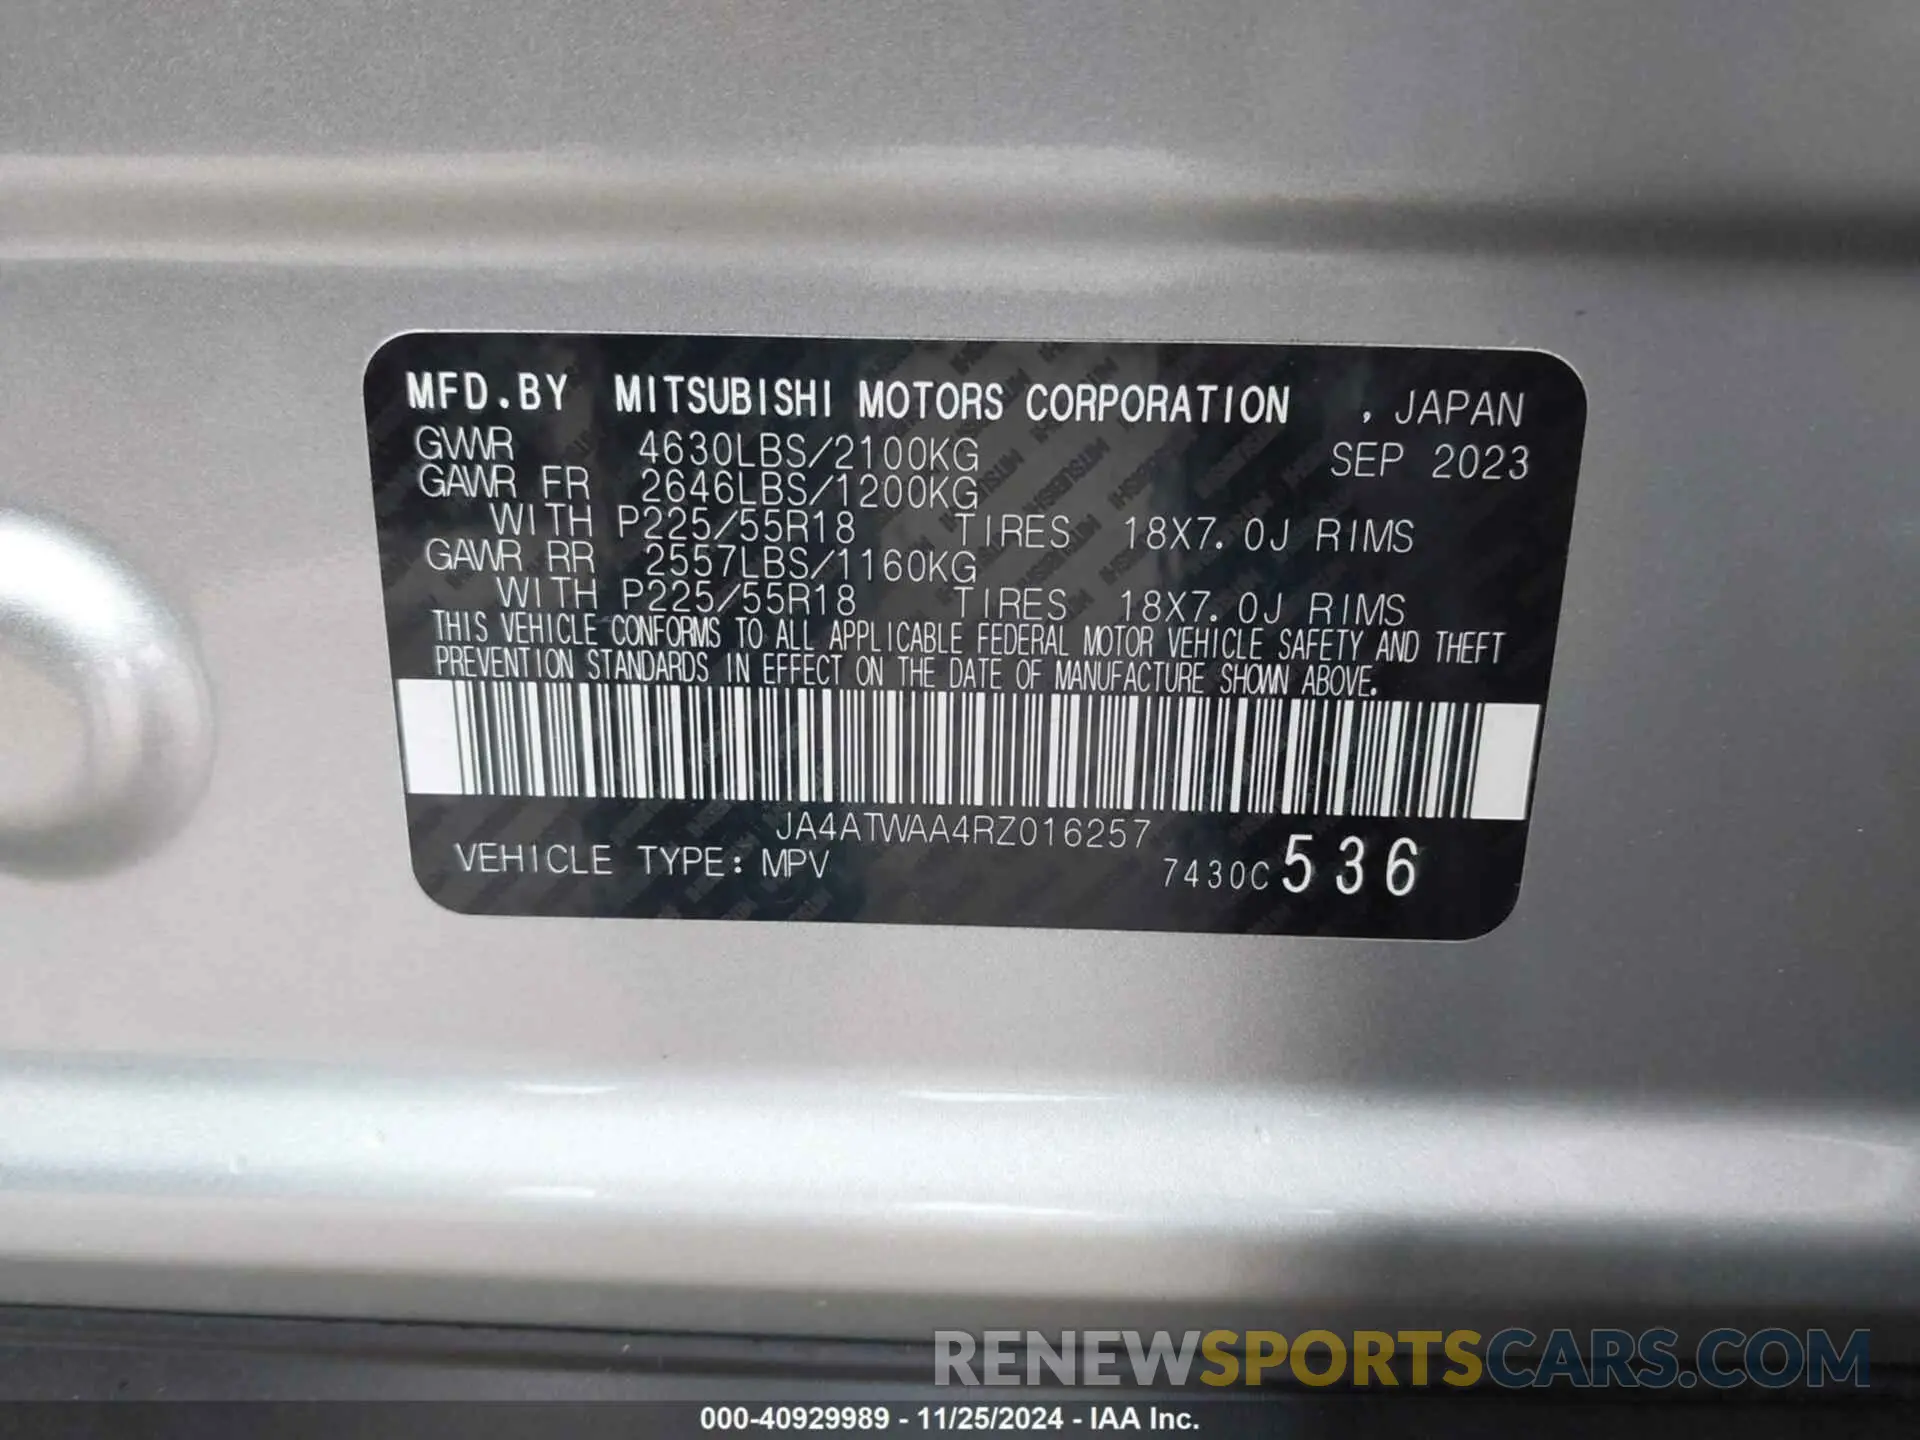 MFD.BY MITSUBISHI MOTORS CORPORATION , JAPAN
GVWR 4630LBS/2100KG SEP 2023
GAWR FR 2646LBS/1200KG
WITH P225/55R18 TIRES 18X7.0J RIMS
GAWR RR 2557LBS/1160KG
WITH P225/55R18 TIRES 18X7.0J RIMS
THIS VEHICLE CONFORMS TO ALL APPLICABLE FEDERAL MOTOR VEHICLE SAFETY AND THEFT
PREVENTION STANDARDS IN EFFECT ON THE DATE OF MANUFACTURE SHOWN ABOVE.
JA4ATWAA4RZ016257
VEHICLE TYPE: MPV 7430C 536
RENEWSPORTSCARS.COM
000-40929989 - 11/25/2024 - IAA Inc.